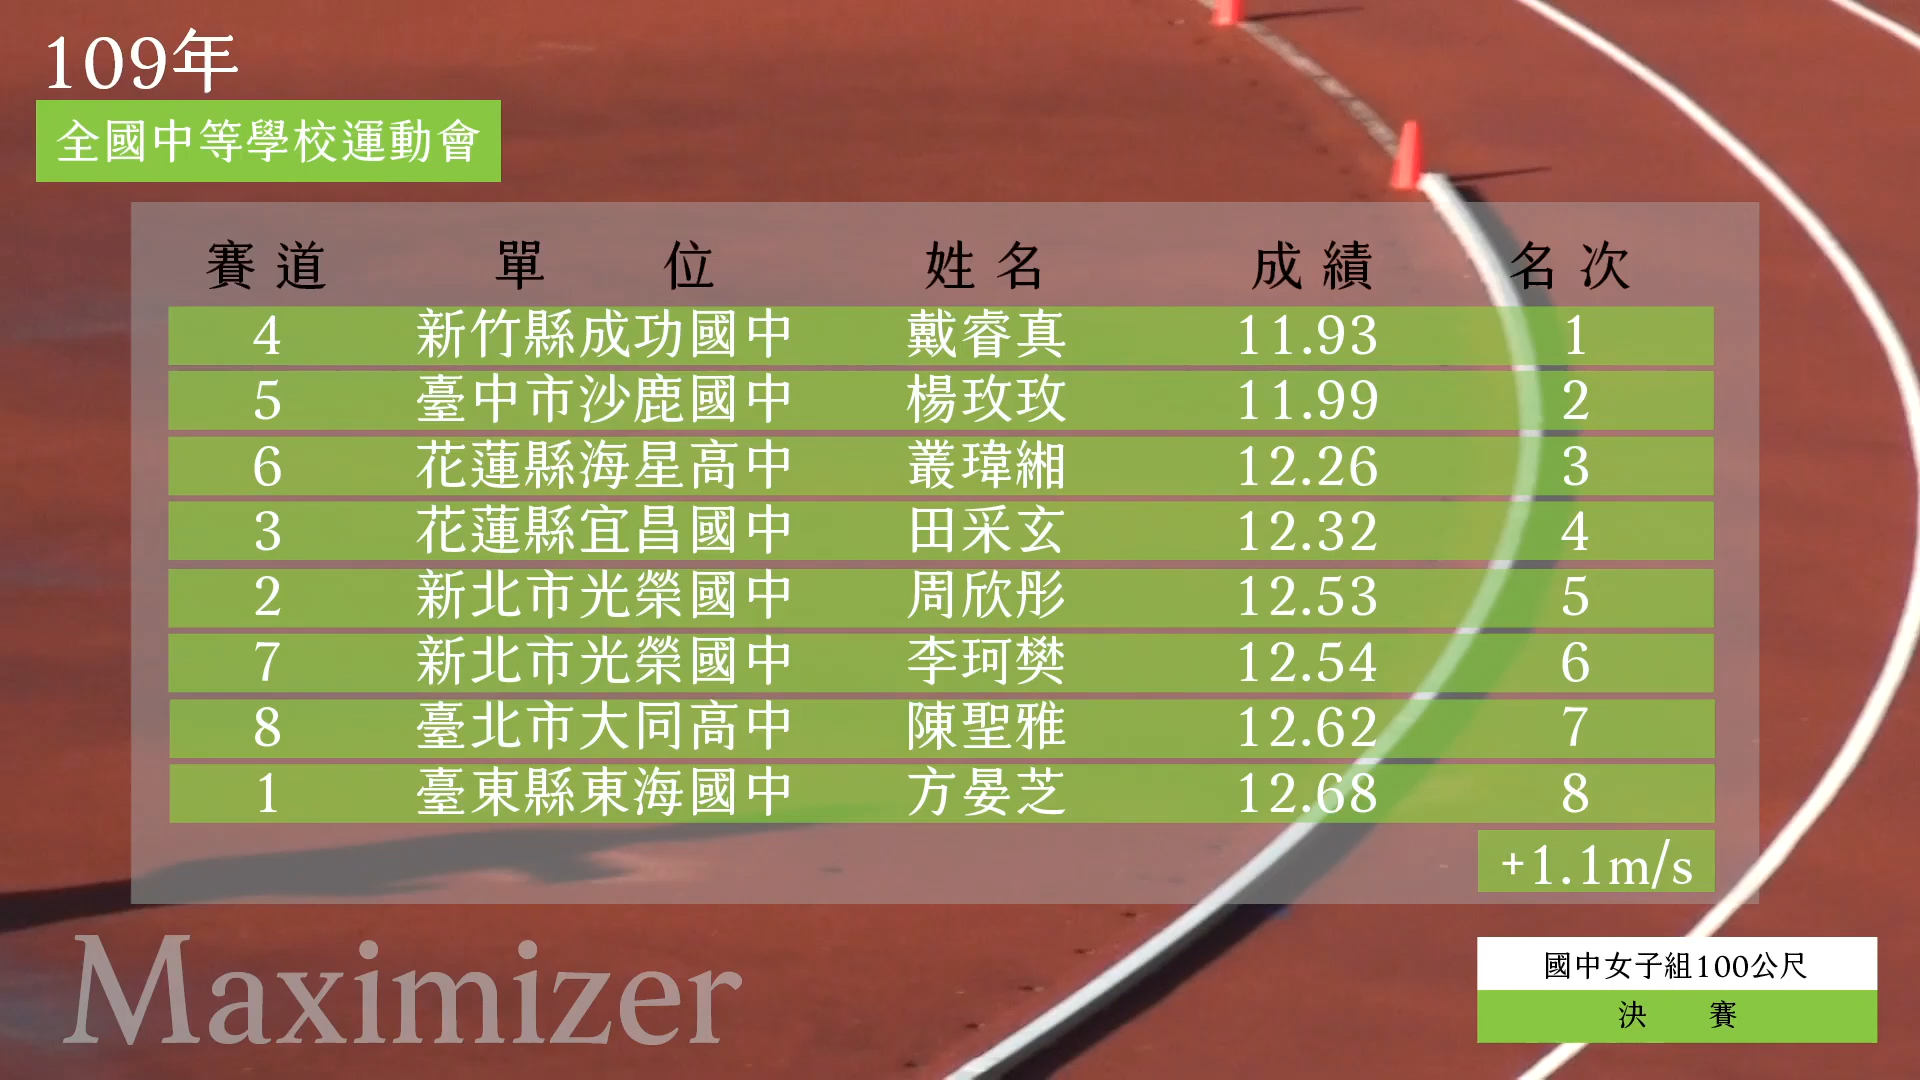 109年
全國中等學校運動會
賽道 單位 姓名 成績 名次
4 新竹縣成功國中 戴睿真 11.93 1
5 臺中市沙鹿國中 楊玫玫 11.99 2
6 花蓮縣海星高中 叢瑋緗 12.26 3
3 花蓮縣宜昌國中 田采玄 12.32 4
2 新北市光榮國中 周欣彤 12.53 5
7 新北市光榮國中 李珂樊 12.54 6
8 臺北市大同高中 陳聖雅 12.62 7
1 臺東縣東海國中 方晏芝 12.68 8
+1.1m/s
Maximizer
國中女子組100公尺
決賽